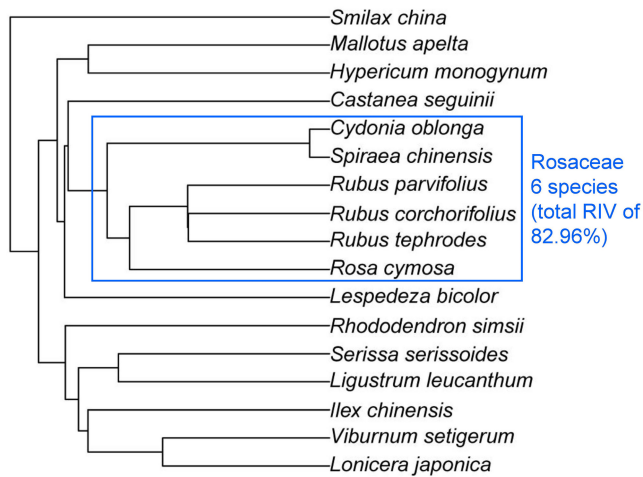 Smilax china
Mallotus apelta
Hypericum monogynum
Castanea seguinii
Cydonia oblonga
Spiraea chinensis
Rubus parvifolius
Rubus corchorifolius
Rubus tephrodes
Rosa cymosa
Lespedeza bicolor
Rhododendron simsii
Serissa serissoides
Ligustrum leucanthum
Ilex chinensis
Viburnum setigerum
Lonicera japonica
Rosaceae
6 species
(total RIV of
82.96%)